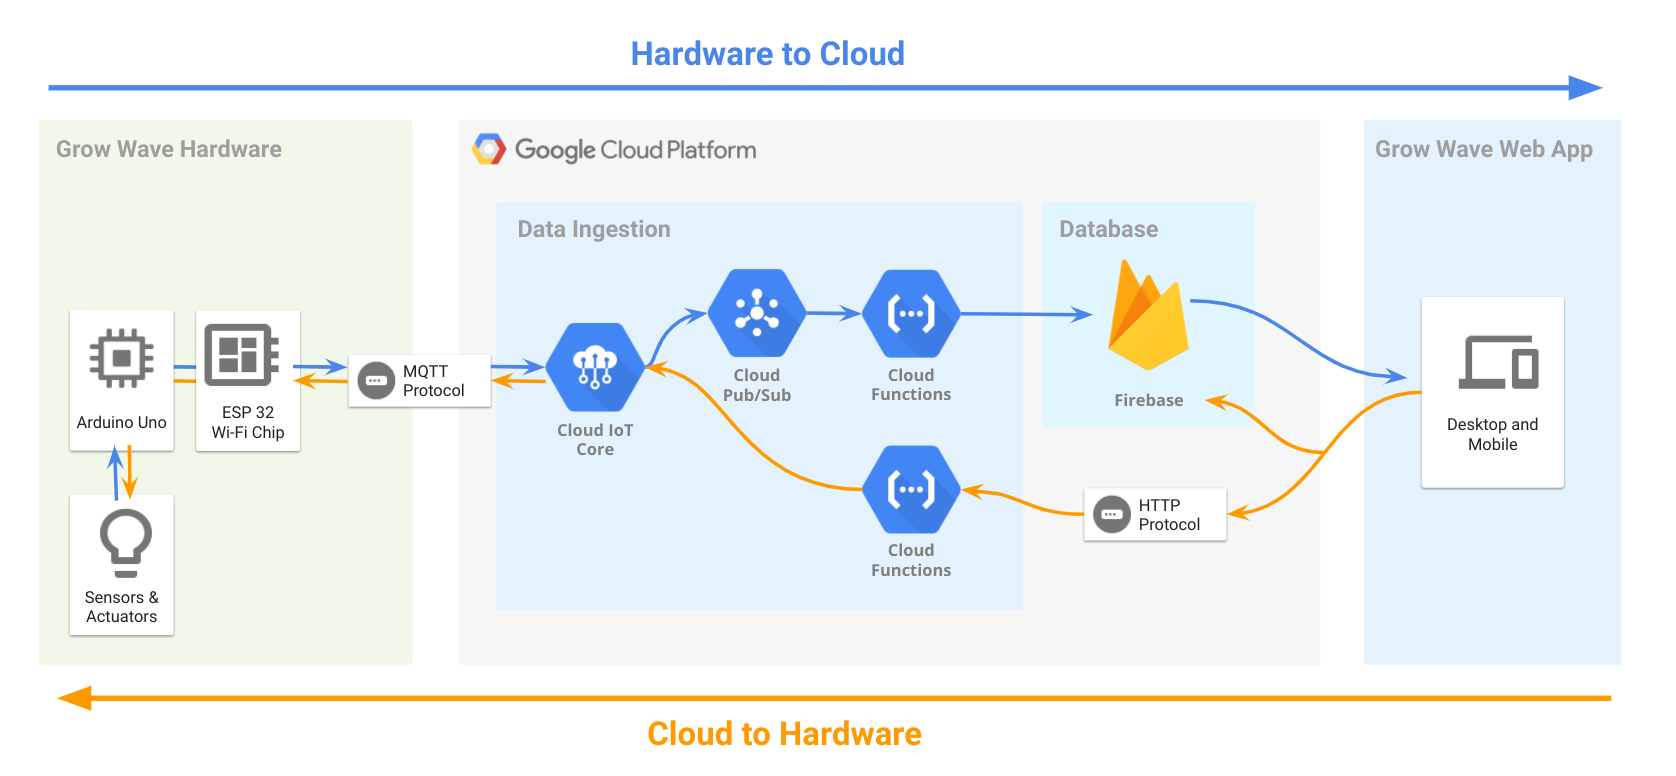 Hardware to Cloud
Grow Wave Hardware
Google Cloud Platform
Grow Wave Web App
Data Ingestion
Database
Arduino Uno
ESP 32
Wi-Fi Chip
MQTT
Protocol
Cloud IoT
Core
Cloud
Pub/Sub
Cloud
Functions
Firebase
Desktop and
Mobile
Sensors &
Actuators
Cloud
Functions
HTTP
Protocol
Cloud to Hardware